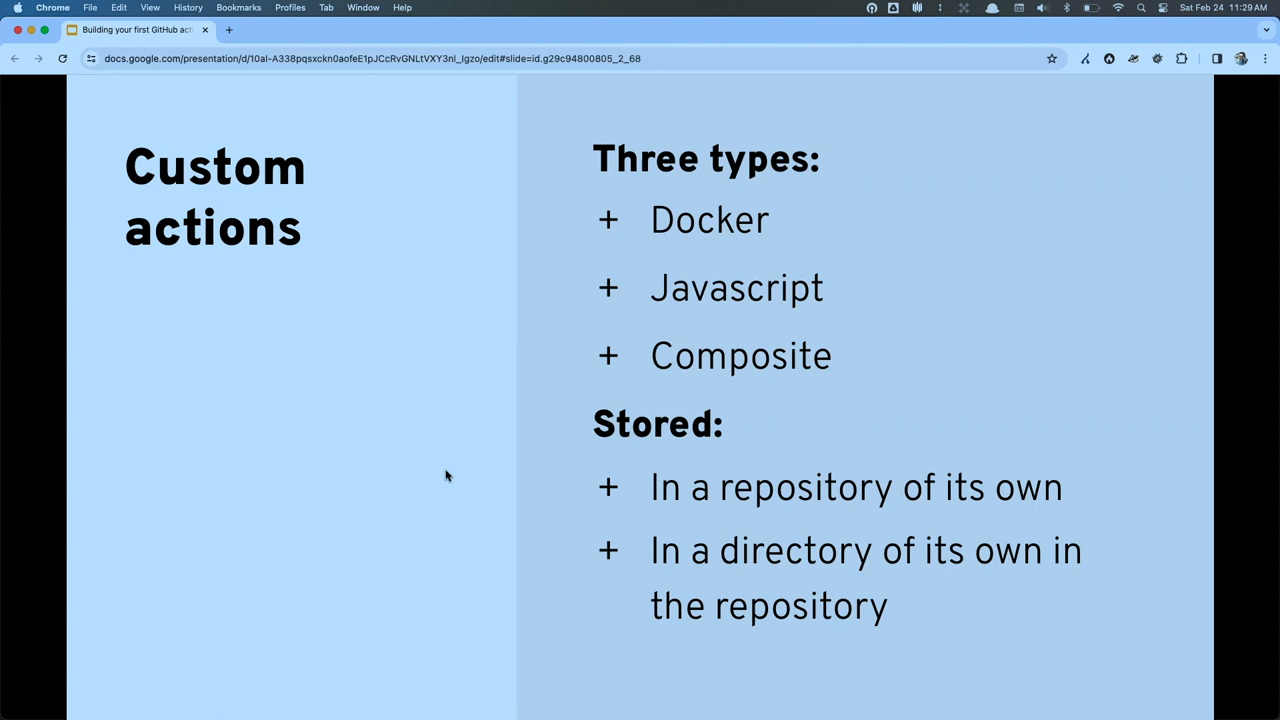 Chrome File Edit View History Bookmarks Profiles Tab Window Help Sat Feb 24 11:29 AM
Building your first GitHub act
docs.google.com/presentation/d/10al-A338pqsxckn0aofeE1pJCcRvGNLtVXY3nl_Igzo/edit#slide=id.g29c94800805_2_68
Custom
actions
Three types:
+ Docker
+ Javascript
+ Composite
Stored:
+ In a repository of its own
+ In a directory of its own in
the repository